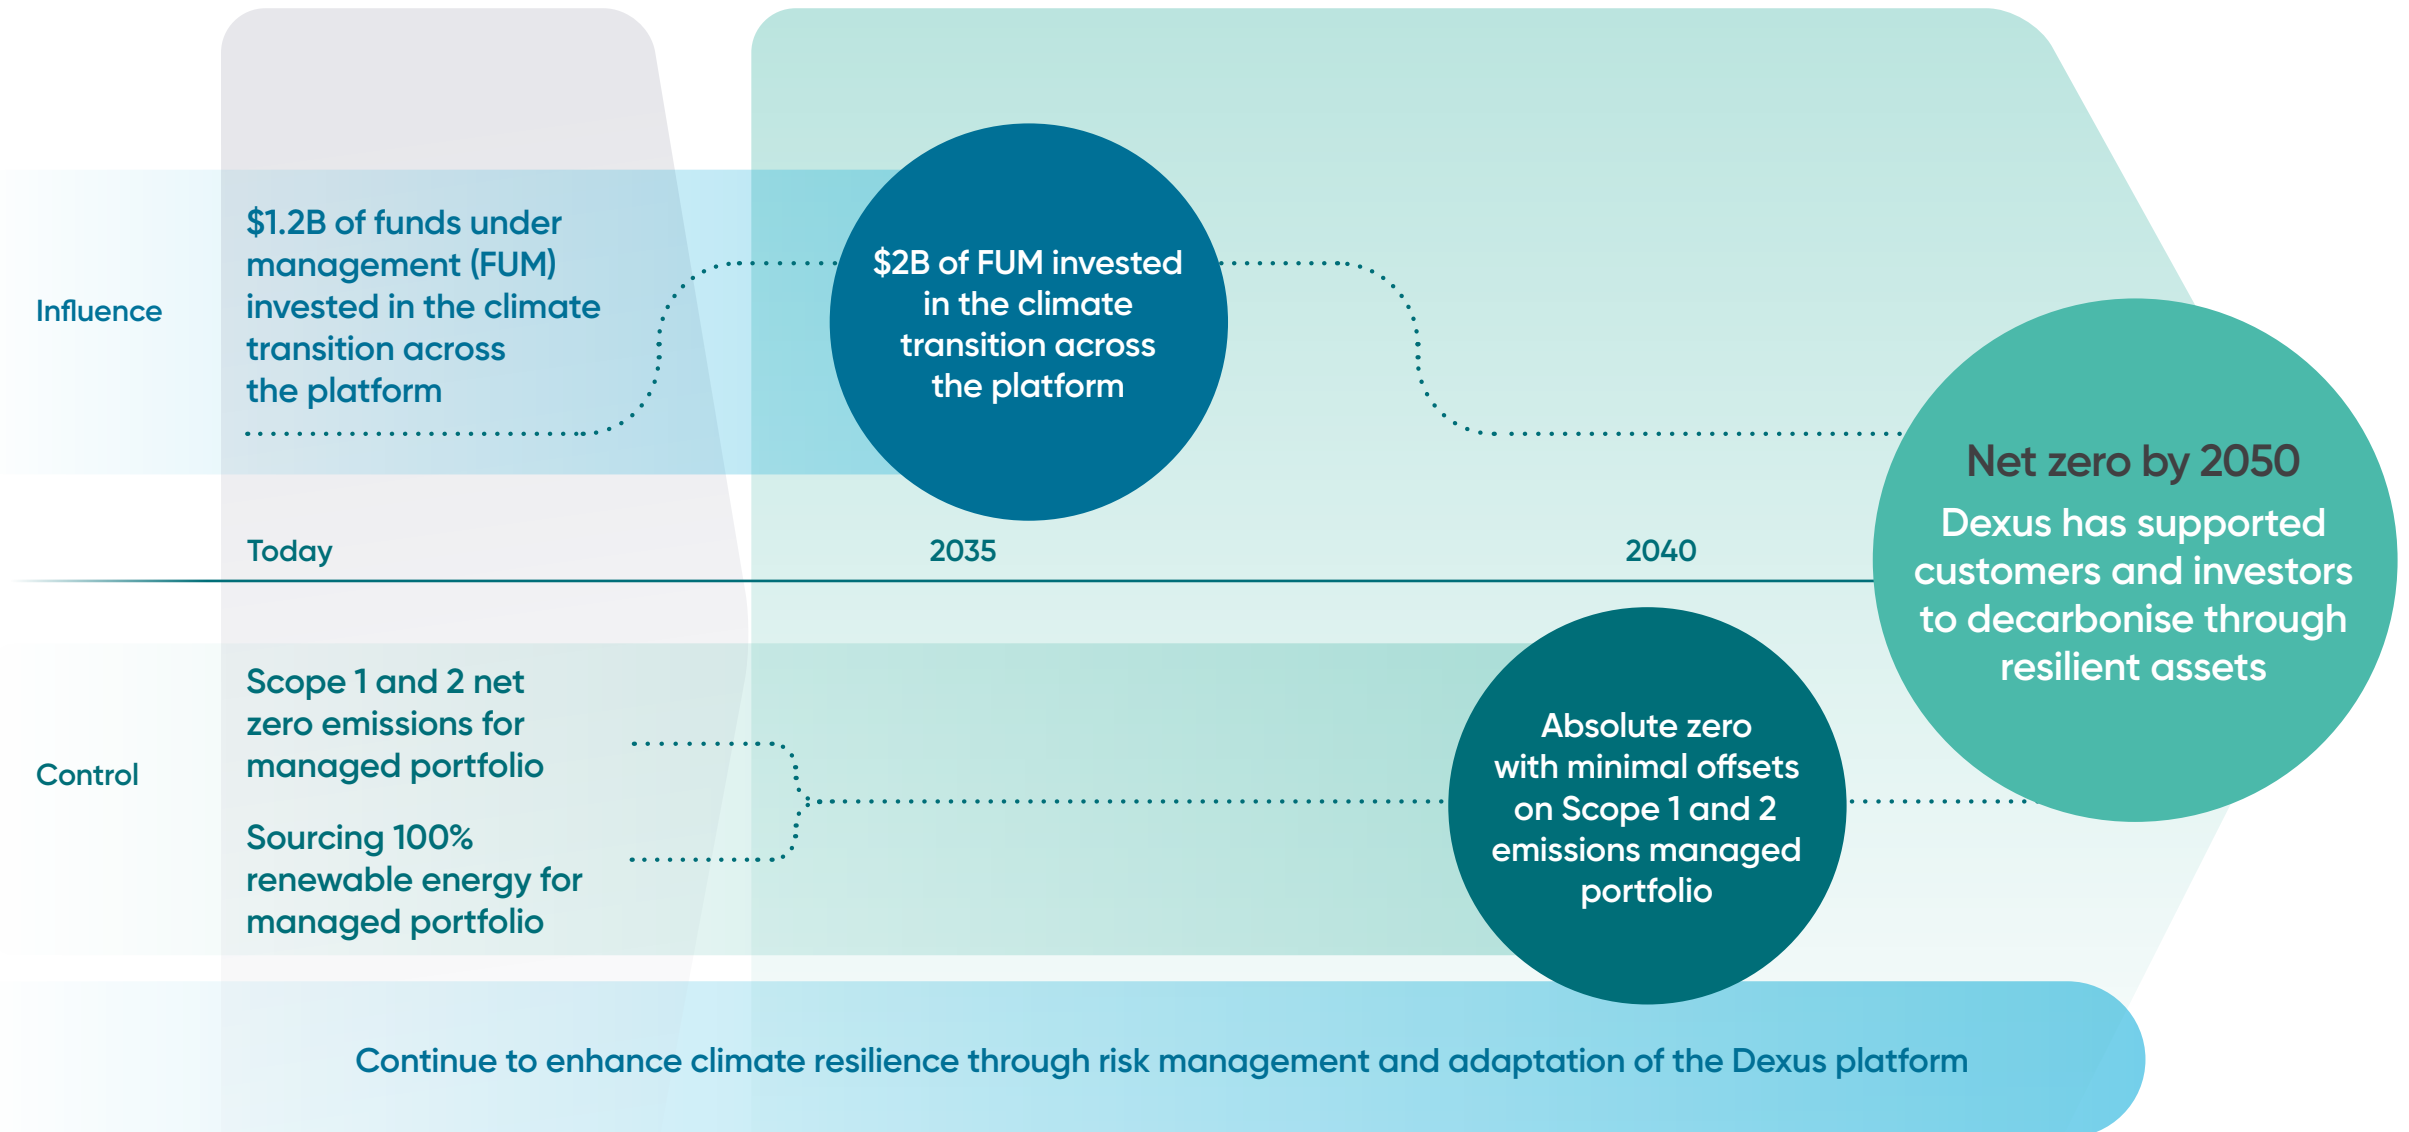 Influence
$1.2B of funds under
management (FUM)
invested in the climate
transition across
the platform
$2B of FUM invested
in the climate
transition across
the platform
Today
2035
2040
Net zero by 2050
Dexus has supported
customers and investors
to decarbonise through
resilient assets
Control
Scope 1 and 2 net
zero emissions for
managed portfolio
Sourcing 100%
renewable energy for
managed portfolio
Absolute zero
with minimal offsets
on Scope 1 and 2
emissions managed
portfolio
Continue to enhance climate resilience through risk management and adaptation of the Dexus platform